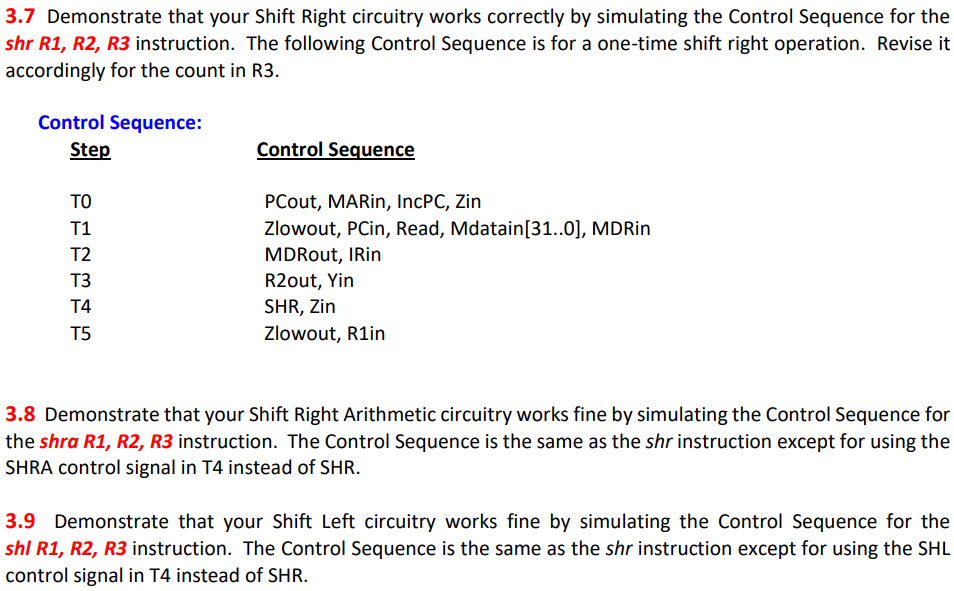 3.7 Demonstrate that your Shift Right circuitry works correctly by simulating the Control Sequence for the
shr R1, R2, R3 instruction. The following Control Sequence is for a one-time shift right operation. Revise it
accordingly for the count in R3.
Control Sequence:
Step Control Sequence
T0 PCout, MARin, IncPC, Zin
T1 Zlowout, PCin, Read, Mdatain[31..0], MDRin
T2 MDRout, IRin
T3 R2out, Yin
T4 SHR, Zin
T5 Zlowout, R1in
3.8 Demonstrate that your Shift Right Arithmetic circuitry works fine by simulating the Control Sequence for
the shra R1, R2, R3 instruction. The Control Sequence is the same as the shr instruction except for using the
SHRA control signal in T4 instead of SHR.
3.9 Demonstrate that your Shift Left circuitry works fine by simulating the Control Sequence for the
shl R1, R2, R3 instruction. The Control Sequence is the same as the shr instruction except for using the SHL
control signal in T4 instead of SHR.